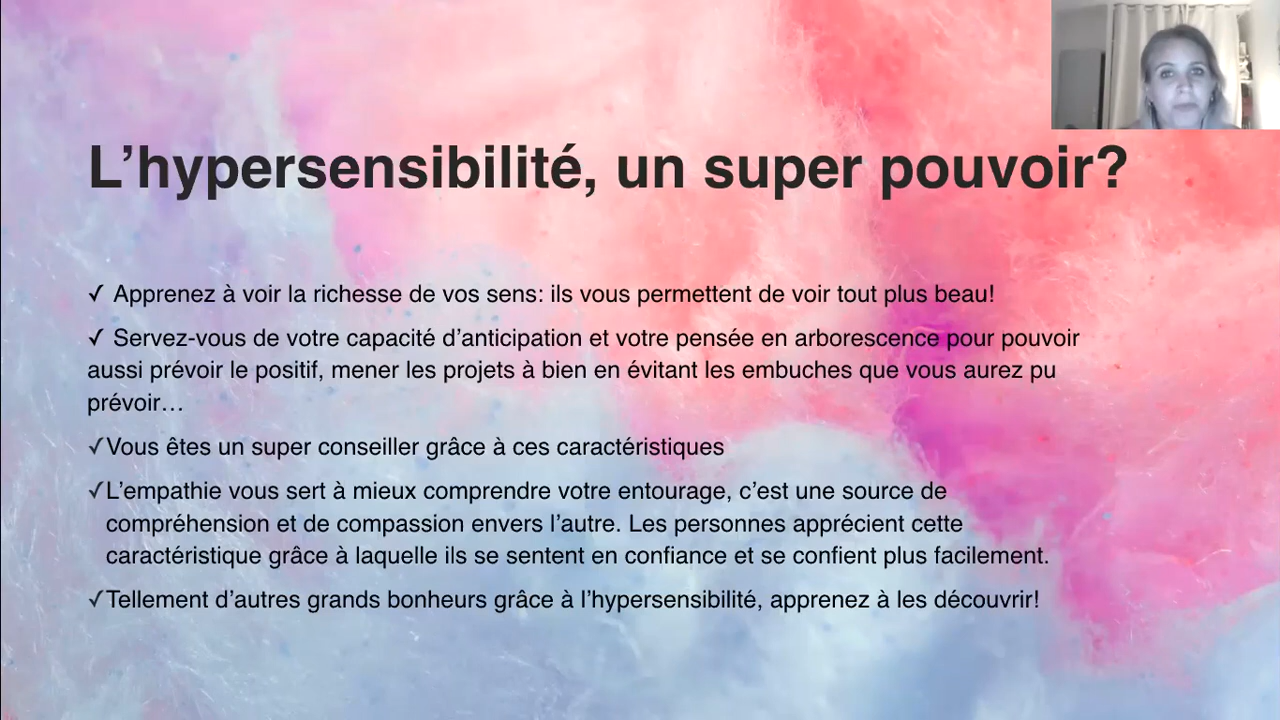 L’hypersensibilité, un super pouvoir?
✓ Apprenez à voir la richesse de vos sens: ils vous permettent de voir tout plus beau!
✓ Servez-vous de votre capacité d’anticipation et votre pensée en arborescence pour pouvoir
aussi prévoir le positif, mener les projets à bien en évitant les embuches que vous aurez pu
prévoir…
✓Vous êtes un super conseiller grâce à ces caractéristiques
✓L’empathie vous sert à mieux comprendre votre entourage, c’est une source de
compréhension et de compassion envers l’autre. Les personnes apprécient cette
caractéristique grâce à laquelle ils se sentent en confiance et se confient plus facilement.
✓Tellement d’autres grands bonheurs grâce à l’hypersensibilité, apprenez à les découvrir!